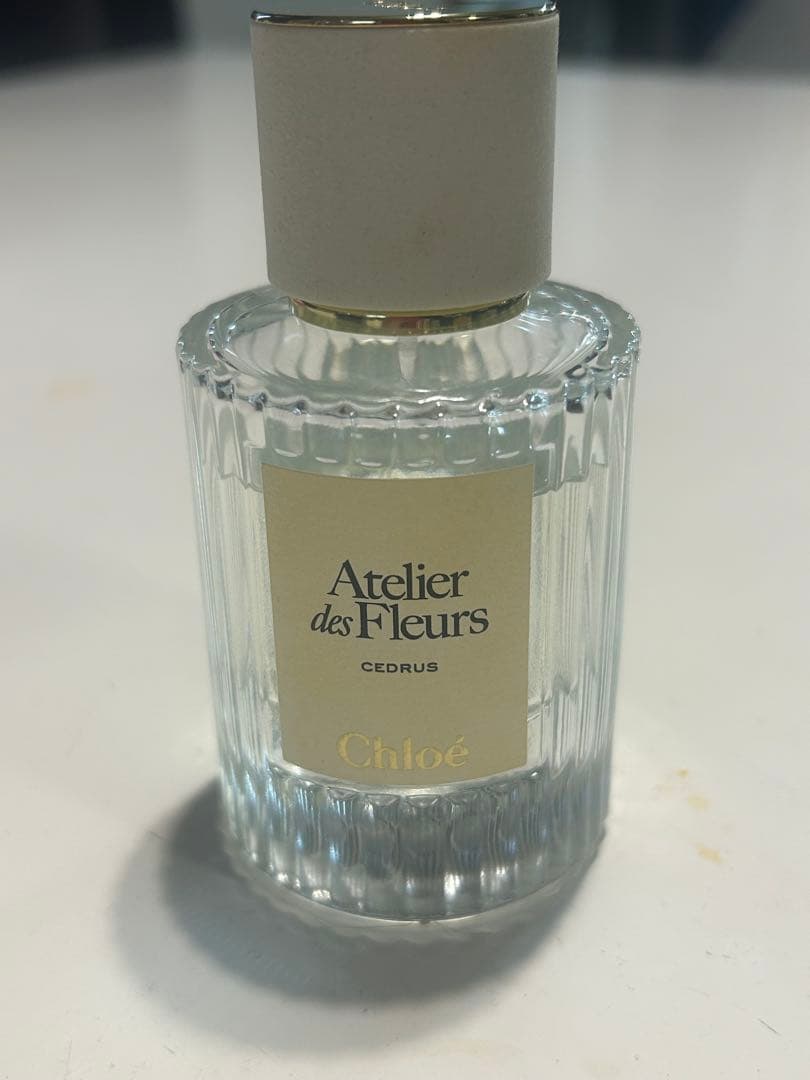 Atelier
des Fleurs
CEDRUS
Chloé